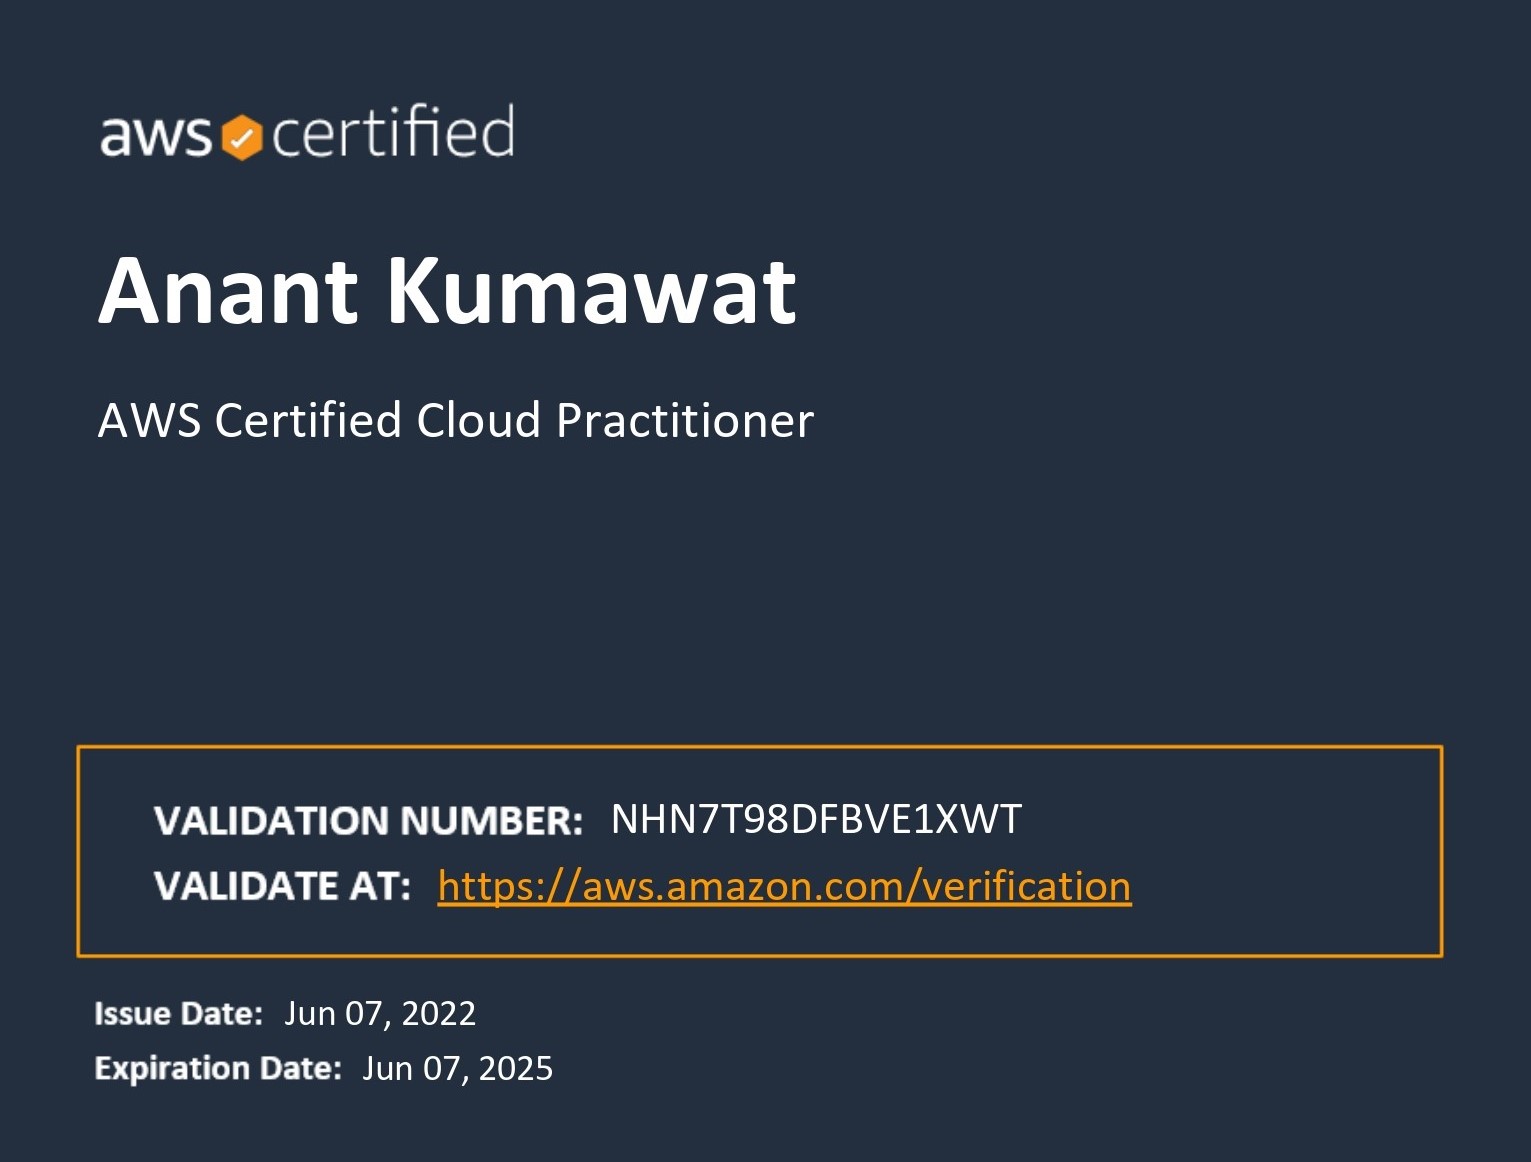 aws certified
Anant Kumawat
AWS Certified Cloud Practitioner
VALIDATION NUMBER: NHN7T98DFBVE1XWT
VALIDATE AT: https://aws.amazon.com/verification
Issue Date: Jun 07, 2022
Expiration Date: Jun 07, 2025